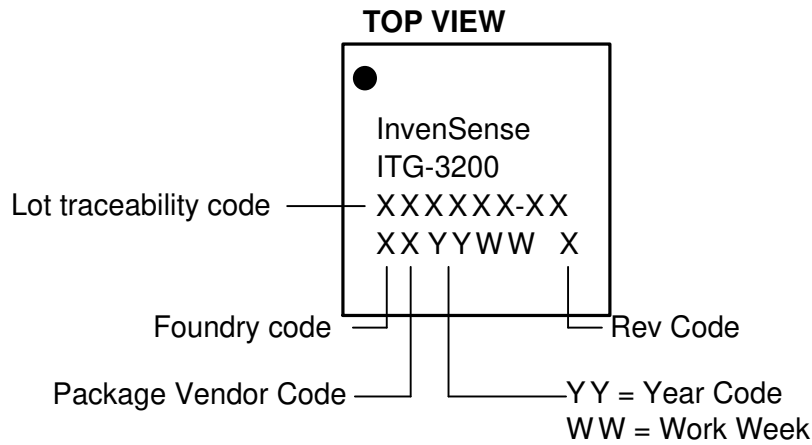 TOP VIEW
InvenSense
ITG-3200
Lot traceability code
XXXXXX-XX
XXYYWW X
Foundry code
Rev Code
Package Vendor Code
YY = Year Code
WW = Work Week